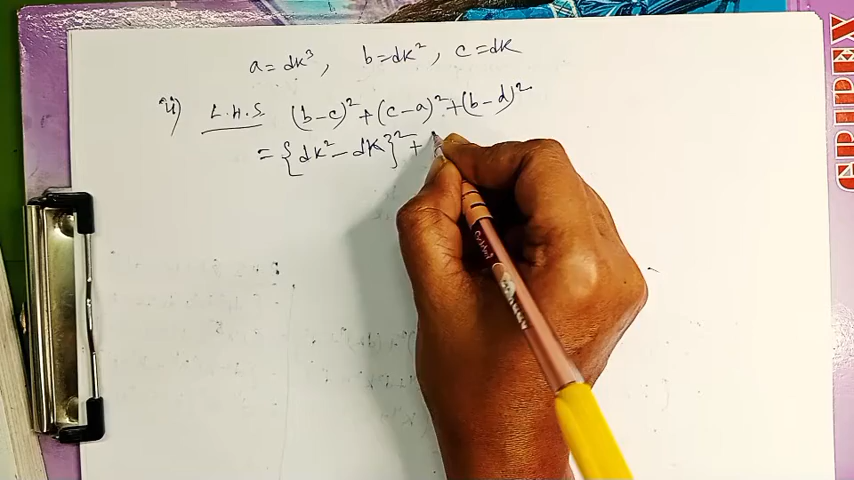 a = dk³, b = dk², c = dk
ii) L.H.S. (b-c)² + (c-a)² + (b-d)²
= {dk² - dk}² +